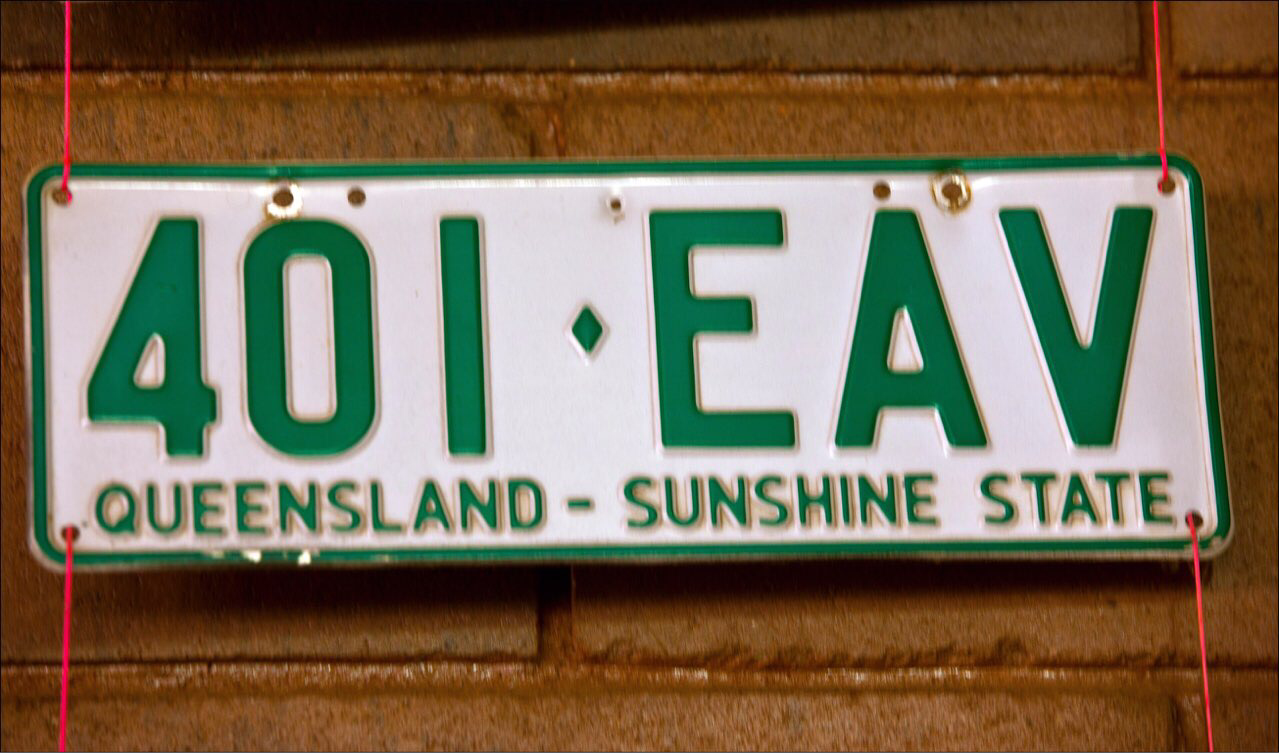 401♦EAV
QUEENSLAND - SUNSHINE STATE